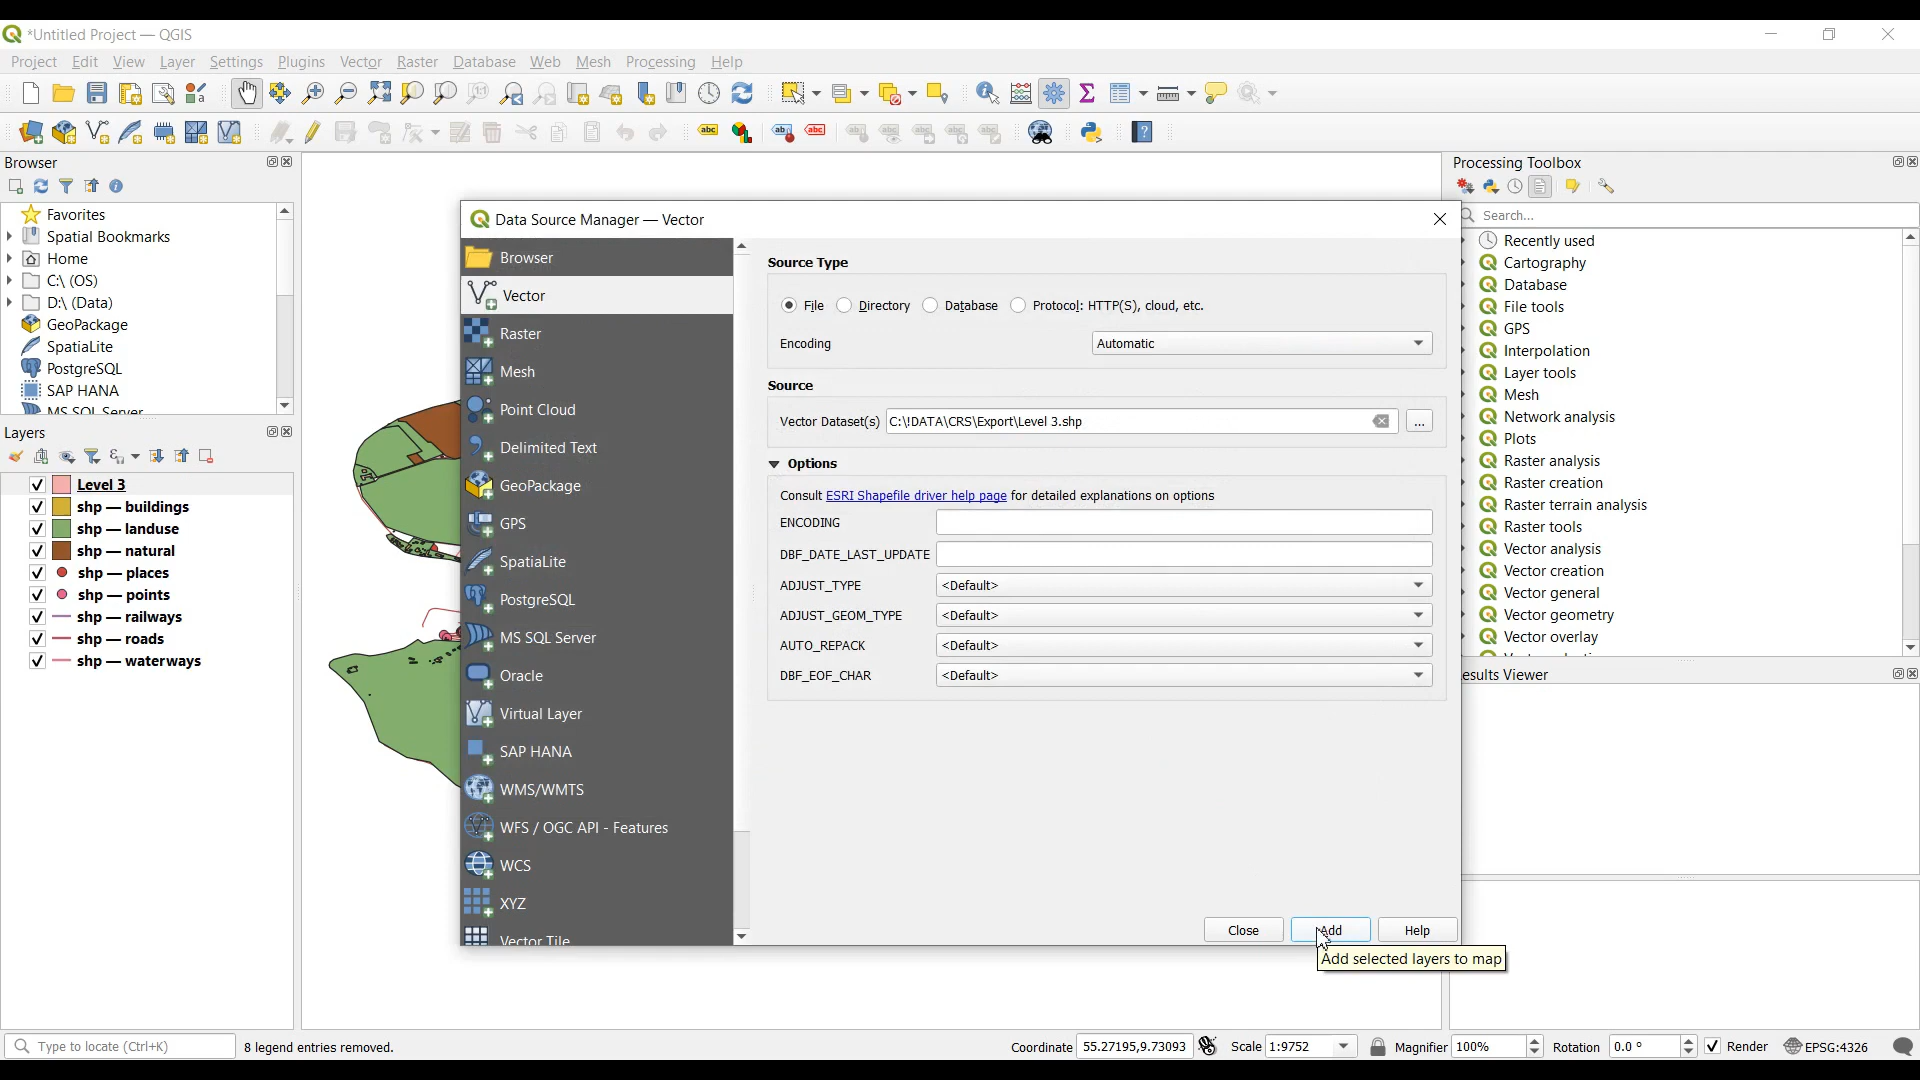 *Untitled Project — QGIS
Project Edit View Layer Settings Plugins Vector Raster Database Web Mesh Processing Help
Browser
Favorites
Spatial Bookmarks
Home
C:\ (OS)
D:\ (Data)
GeoPackage
SpatiaLite
PostgreSQL
SAP HANA
MS SQL Server
Layers
Level 3
shp — buildings
shp — landuse
shp — natural
shp — places
shp — points
shp — railways
shp — roads
shp — waterways
Data Source Manager — Vector
Browser
Vector
Raster
Mesh
Point Cloud
Delimited Text
GeoPackage
GPS
SpatiaLite
PostgreSQL
MS SQL Server
Oracle
Virtual Layer
SAP HANA
WMS/WMTS
WFS / OGC API - Features
WCS
XYZ
Vector Tile
Source Type
File Directory Database Protocol: HTTP(S), cloud, etc.
Encoding Automatic
Source
Vector Dataset(s) C:\!DATA\CRS\Export\Level 3.shp ...
Options
Consult ESRI Shapefile driver help page for detailed explanations on options
ENCODING
DBF_DATE_LAST_UPDATE
ADJUST_TYPE <Default>
ADJUST_GEOM_TYPE <Default>
AUTO_REPACK <Default>
DBF_EOF_CHAR <Default>
Close Add Help
Add selected layers to map
Processing Toolbox
Search...
Recently used
Cartography
Database
File tools
GPS
Interpolation
Layer tools
Mesh
Network analysis
Plots
Raster analysis
Raster creation
Raster terrain analysis
Raster tools
Vector analysis
Vector creation
Vector general
Vector geometry
Vector overlay
esults Viewer
Type to locate (Ctrl+K) 8 legend entries removed. Coordinate 55.27195,9.73093 Scale 1:9752 Magnifier 100% Rotation 0.0 ° Render EPSG:4326